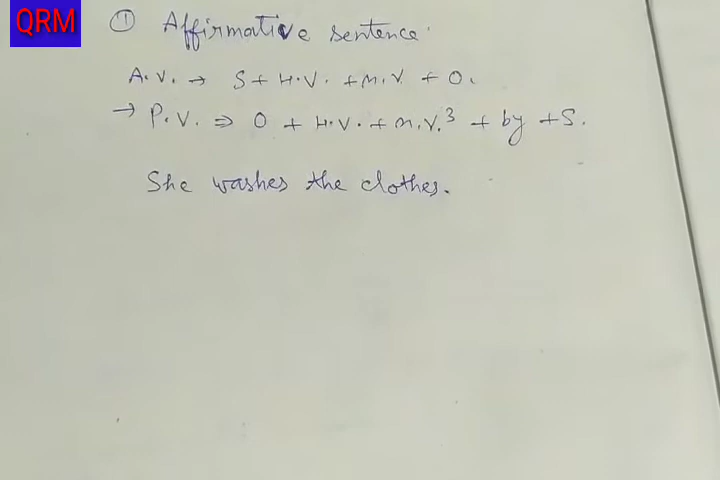 QRM
① Affirmative sentence.
A.V. → S + H.V. + M.V. + O.
→ P.V. ⇒ O + H.V. + M.V.³ + by + S.
She washes the clothes.